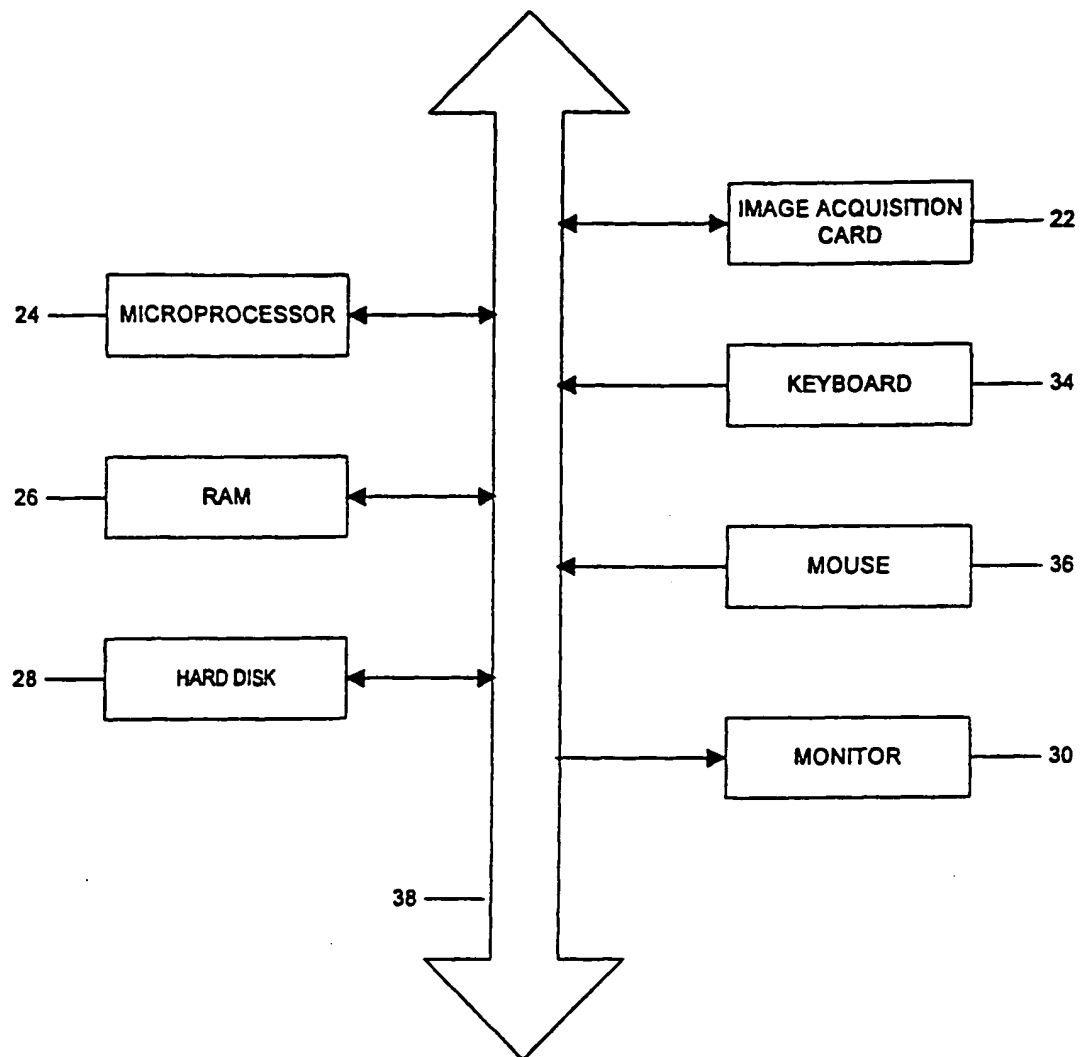 IMAGE ACQUISITION
CARD
22
24
MICROPROCESSOR
KEYBOARD
34
26
RAM
MOUSE
36
28
HARD DISK
MONITOR
30
38